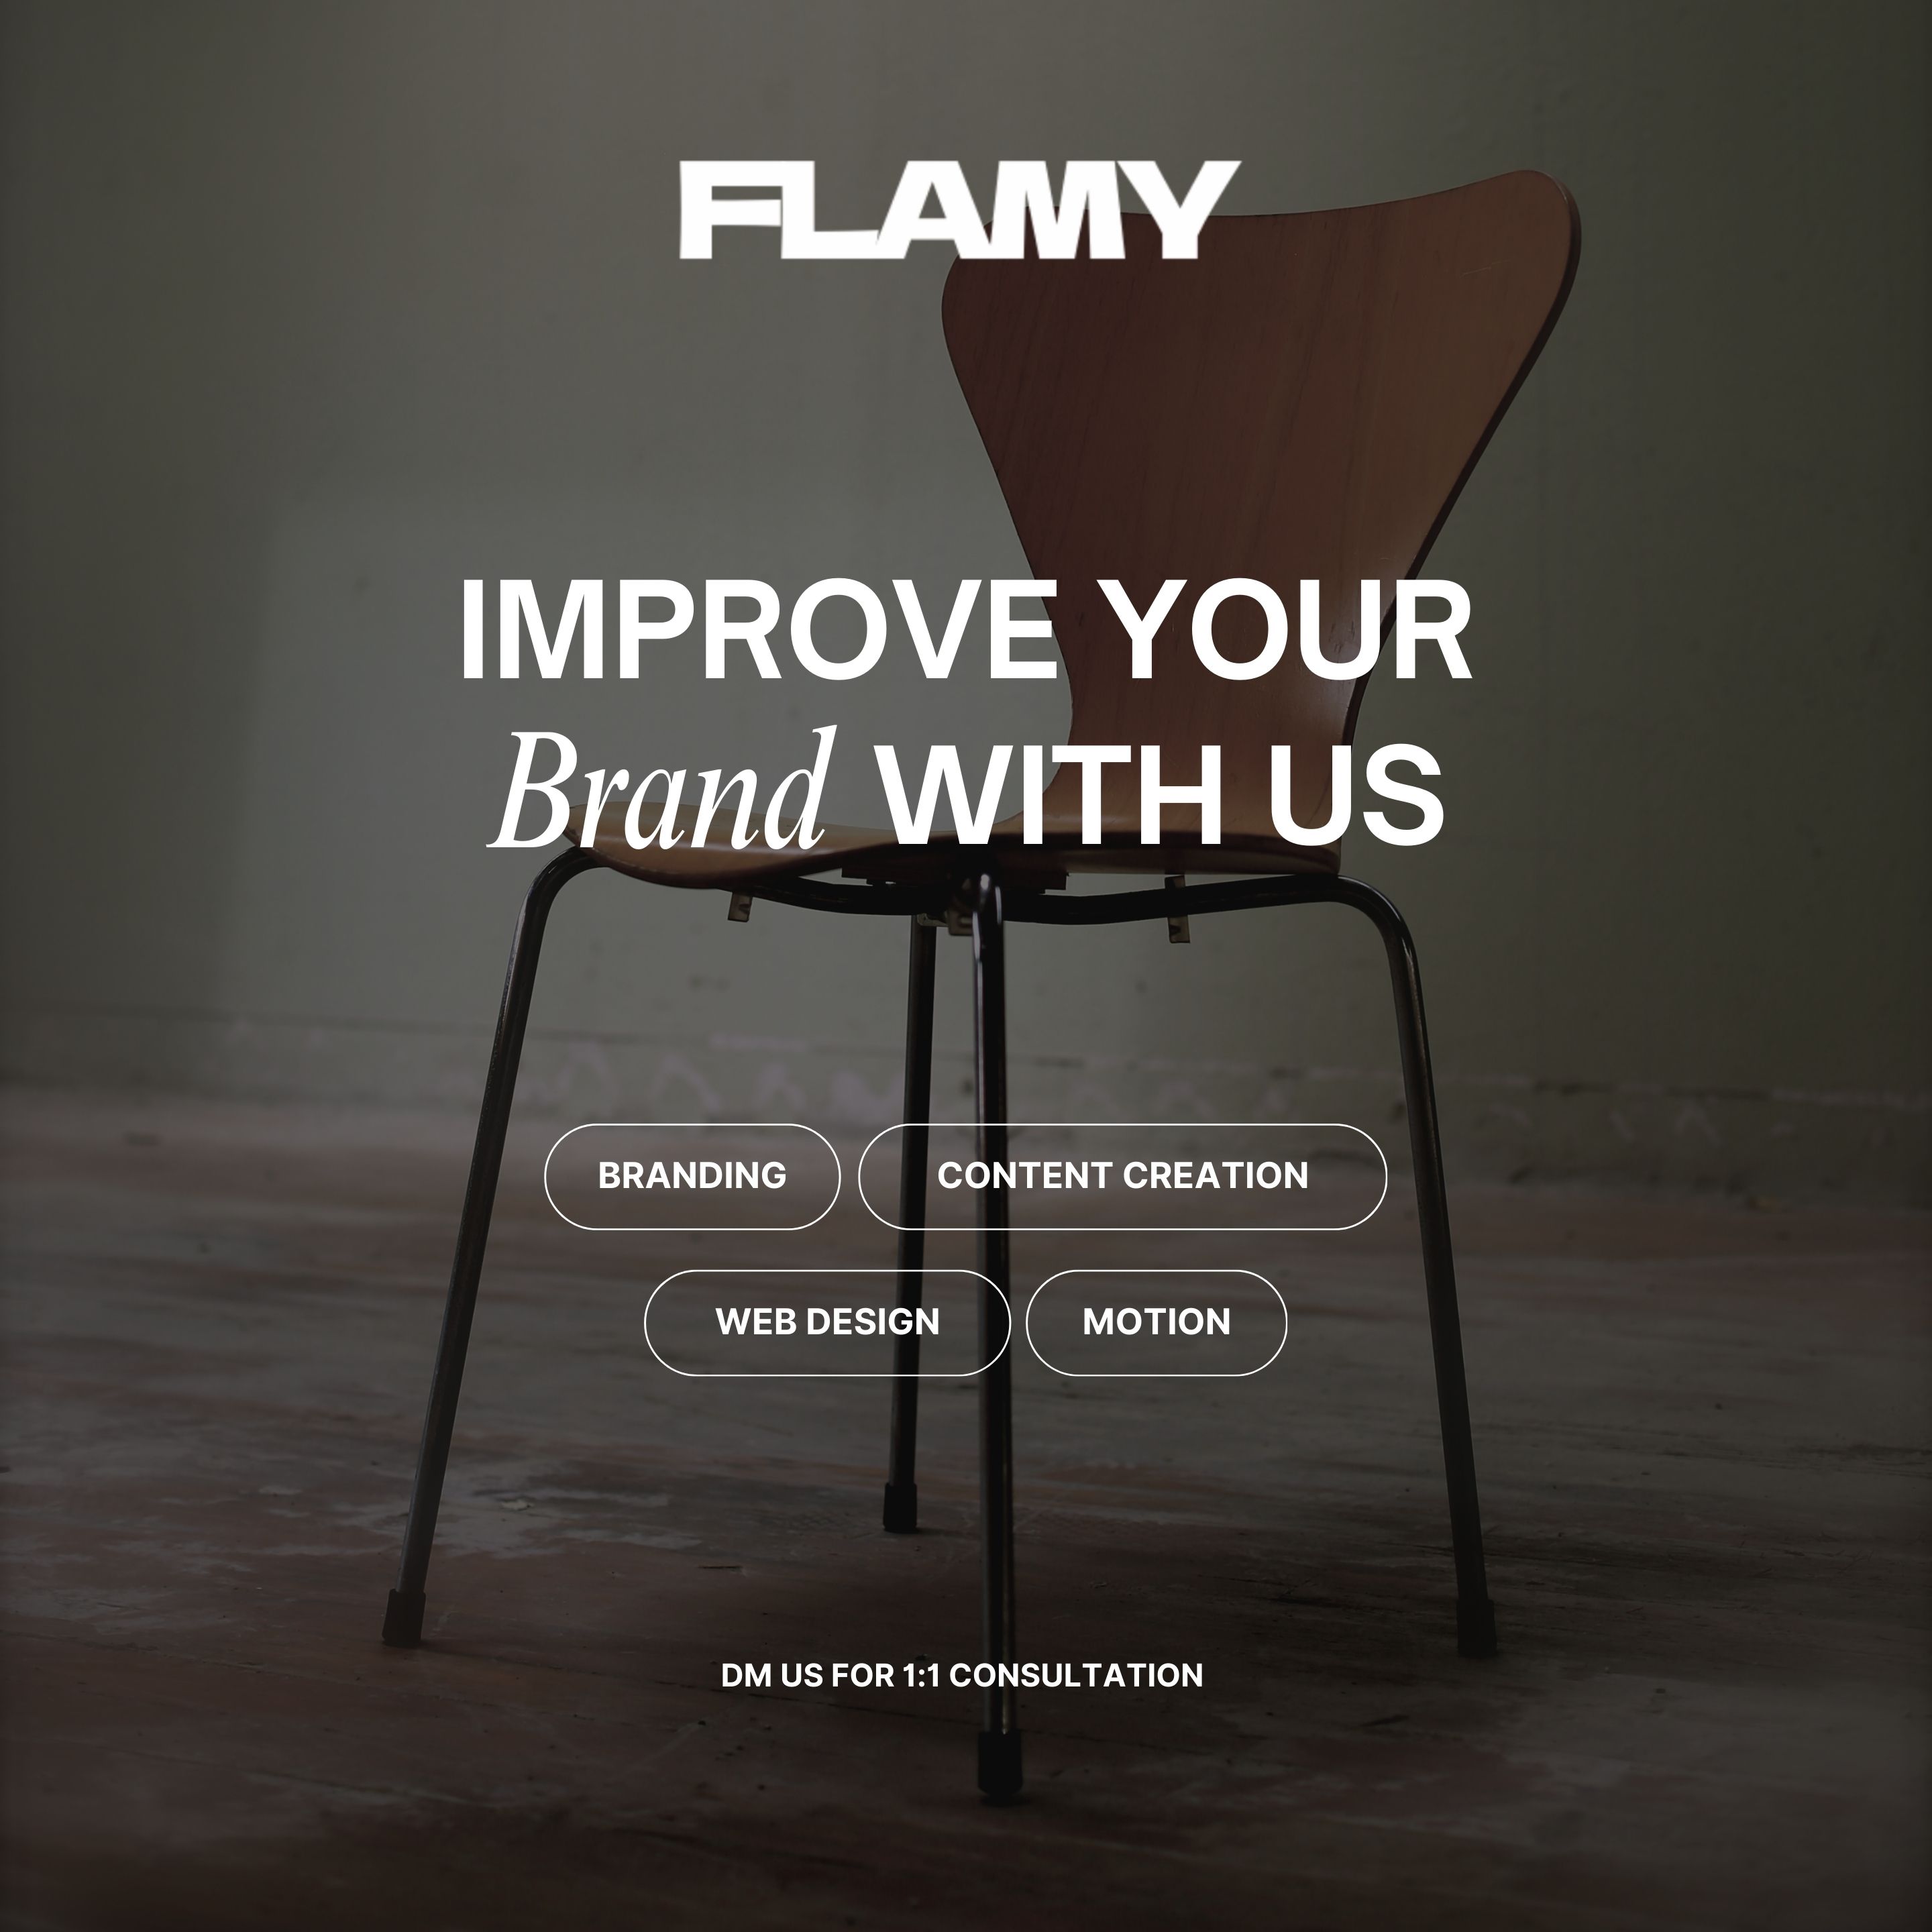 FLAMY
IMPROVE YOUR
Brand WITH US
BRANDING
CONTENT CREATION
WEB DESIGN
MOTION
DM US FOR 1:1 CONSULTATION